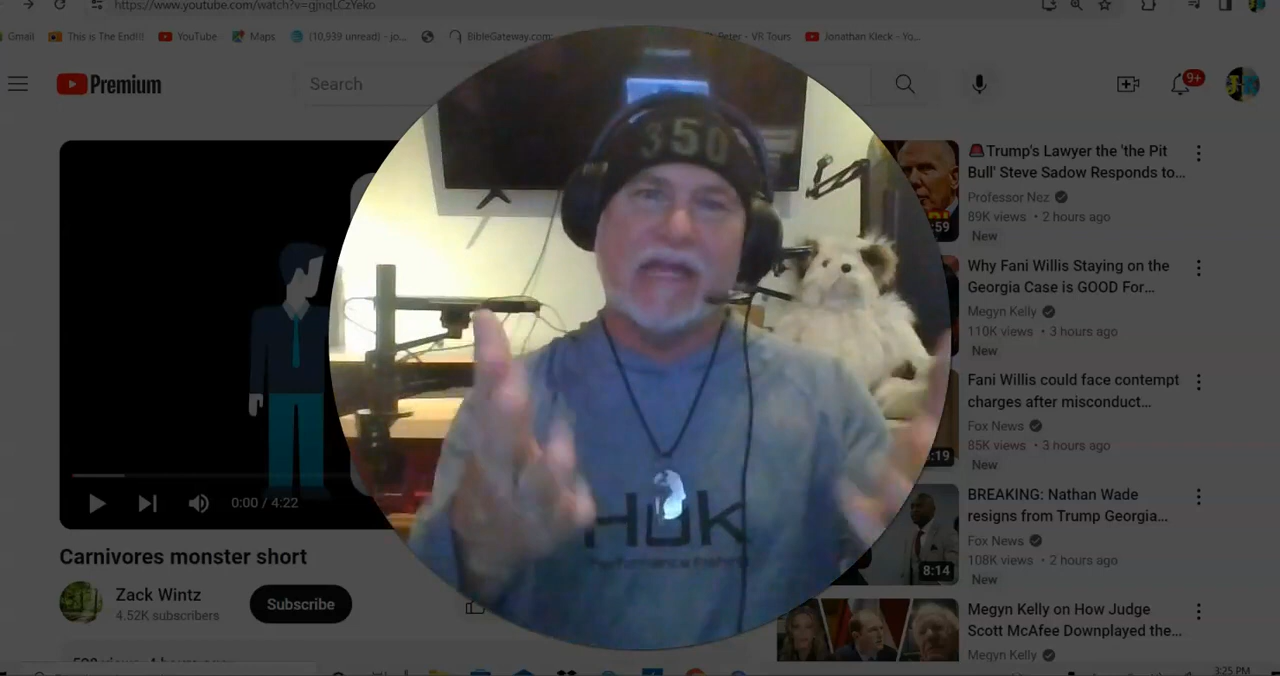 https://www.youtube.com/watch?v=gjnqLCzYeko
Gmail
This is The End!!!
YouTube
Maps
(10,939 unread) - jo...
BibleGateway.com:
- VR Tours
Jonathan Kleck - Yo...
Premium
Search
9+
350
HUK
Performance Fishing
0:00 / 4:22
Carnivores monster short
Zack Wintz
4.52K subscribers
Subscribe
:59
Trump's Lawyer the 'the Pit
Bull' Steve Sadow Responds to...
Professor Nez
89K views • 2 hours ago
New
Why Fani Willis Staying on the
Georgia Case is GOOD For...
Megyn Kelly
110K views • 3 hours ago
New
:19
Fani Willis could face contempt
charges after misconduct...
Fox News
85K views • 3 hours ago
New
8:14
BREAKING: Nathan Wade
resigns from Trump Georgia...
Fox News
108K views • 2 hours ago
New
Megyn Kelly on How Judge
Scott McAfee Downplayed the...
Megyn Kelly
3:25 PM